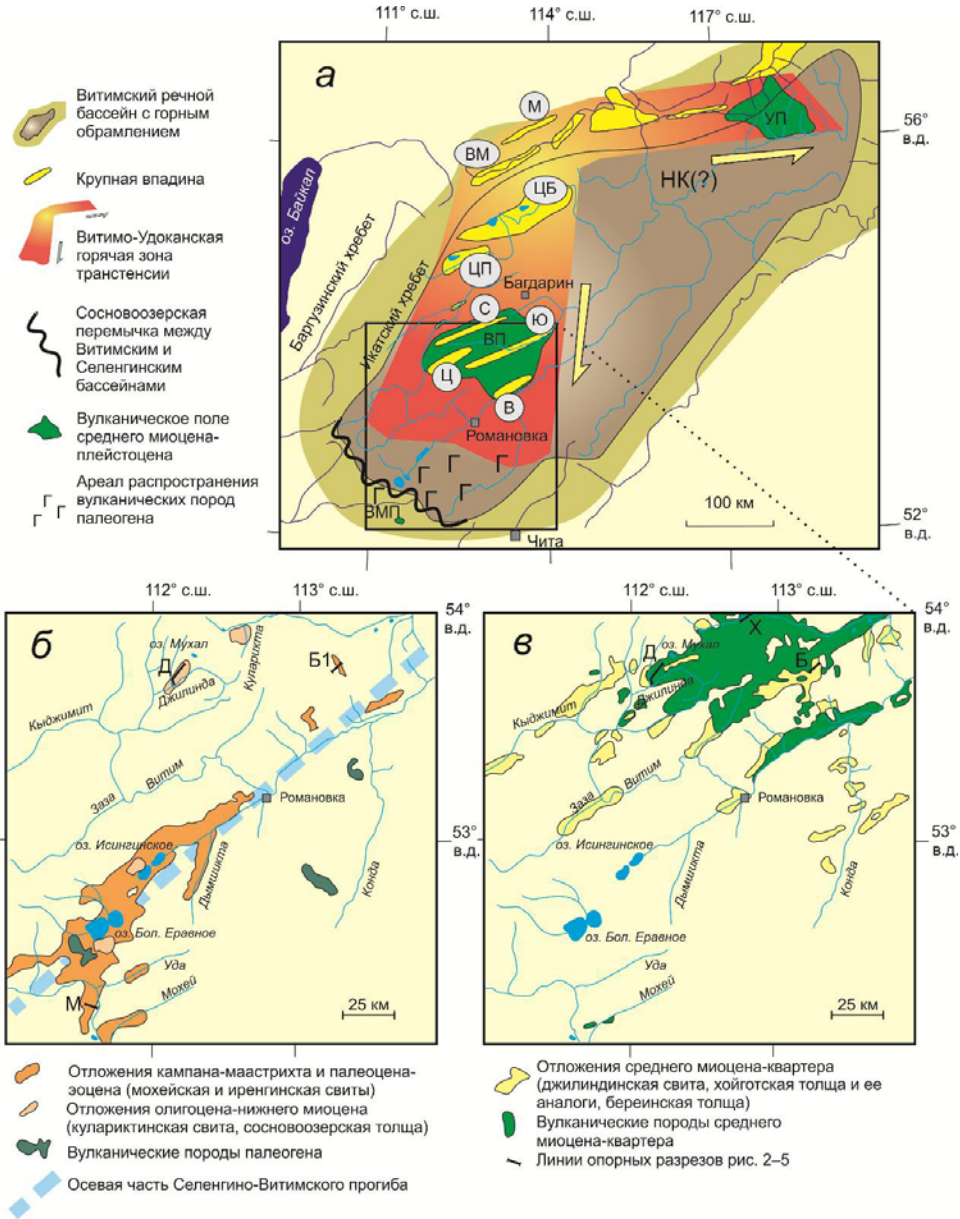 111° с.ш.
114° с.ш.
117° с.ш.
Витимский речной
бассейн с горным
обрамлением
Крупная впадина
Витимо-Удоканская
горячая зона
транстенсии
Сосновоозерская
перемычка между
Витимским и
Селенгинским
бассейнами
Вулканическое поле
среднего миоцена-
плейстоцена
Ареал распространения
вулканических пород
палеогена
Г Г Г
а
М
ВМ
УП
56°
в.д.
НК(?)
ЦБ
оз. Байкал
Баргузинский хребет
Икатский хребет
ЦП
Багдарин
С
Ю
ВП
Ц
В
Романовка
Г Г Г
Г Г Г
ВМП
100 км
52°
в.д.
Чита
112° с.ш.
113° с.ш.
54°
в.д.
б
оз. Мухал
Д
Джилинда
Куларикта
Б1
Кыджимит
Витим
Заза
Романовка
53°
в.д.
оз. Исингинское
Дымшикта
Конда
оз. Бол. Еравное
Уда
Мохей
М
25 км
112° с.ш.
113° с.ш.
54°
в.д.
в
Х
оз. Мухал
Д
Б
Джилинда
Кыджимит
Витим
Заза
Романовка
53°
в.д.
оз. Исингинское
Дымшикта
Конда
оз. Бол. Еравное
Уда
Мохей
25 км
Отложения кампана-маастрихта и палеоцена-
эоцена (мохейская и иренгинская свиты)
Отложения олигоцена-нижнего миоцена
(кулариктинская свита, сосновоозерская толща)
Вулканические породы палеогена
Осевая часть Селенгино-Витимского прогиба
Отложения среднего миоцена-квартера
(джилиндинская свита, хойготская толща и ее
аналоги, береинская толща)
Вулканические породы среднего
миоцена-квартера
Линии опорных разрезов рис. 2–5